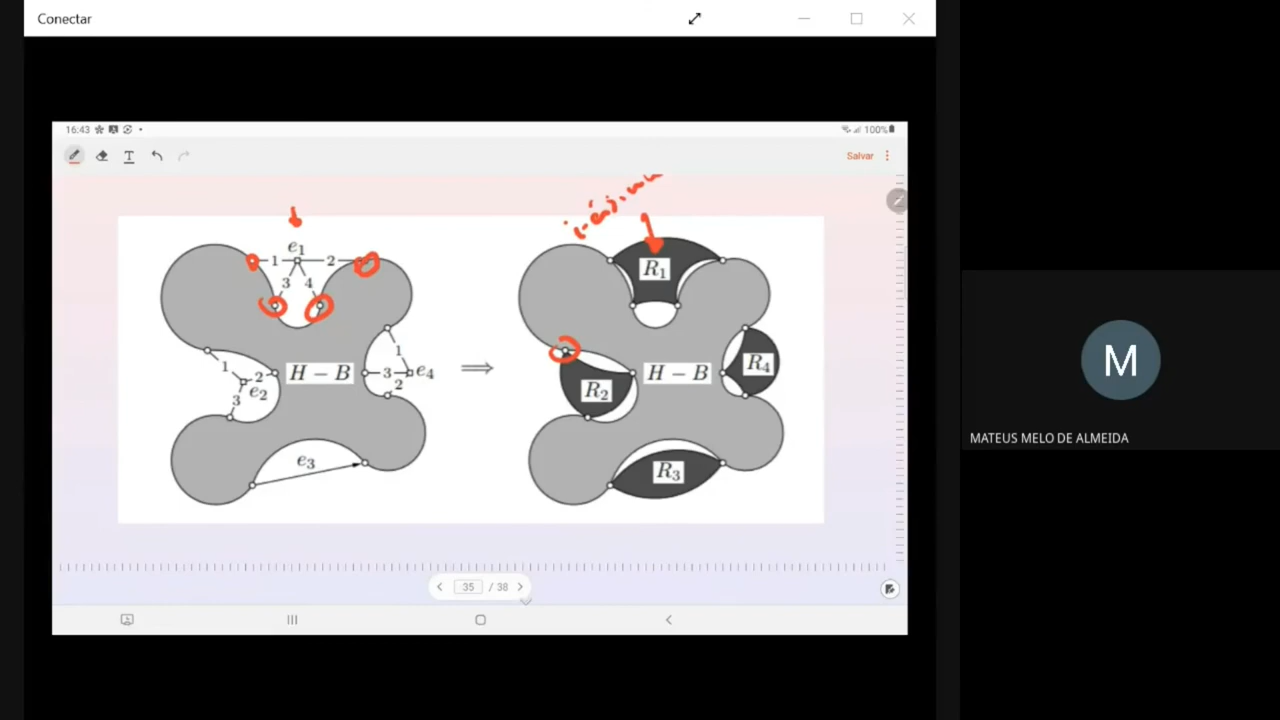 Conectar
16:43
100%
Salvar
e₁
1 2
3 4
R₁
1
1
2
H − B
3
e₄
e₂
2
3
⟹
R₂
H − B
R₄
e₃
R₃
35 / 38
M
MATEUS MELO DE ALMEIDA